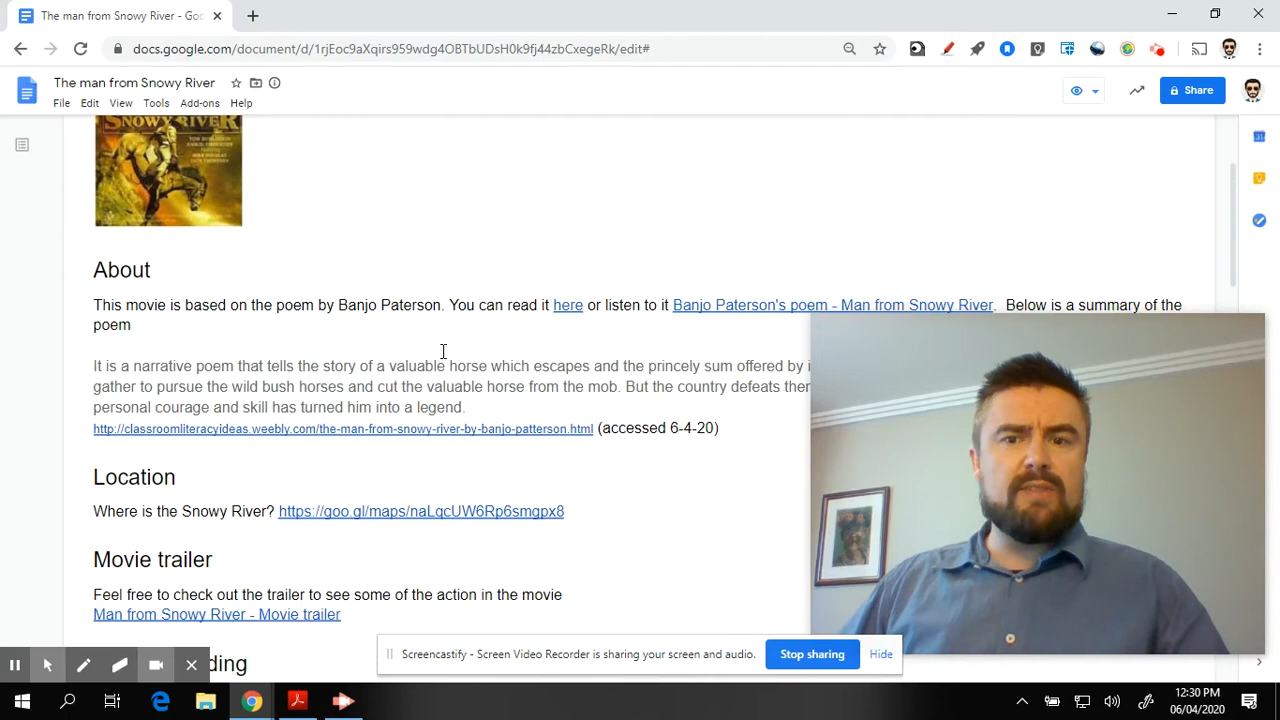 The man from Snowy River - Goo
docs.google.com/document/d/1rjEoc9aXqirs959wdg4OBTbUDsH0k9fj44zbCxegeRk/edit#
The man from Snowy River
File Edit View Tools Add-ons Help
Share
SNOWY RIVER
About
This movie is based on the poem by Banjo Paterson. You can read it here or listen to it Banjo Paterson's poem - Man from Snowy River. Below is a summary of the
poem
It is a narrative poem that tells the story of a valuable horse which escapes and the princely sum offered by
gather to pursue the wild bush horses and cut the valuable horse from the mob. But the country defeats
personal courage and skill has turned him into a legend.
http://classroomliteracyideas.weebly.com/the-man-from-snowy-river-by-banjo-patterson.html (accessed 6-4-20)
Location
Where is the Snowy River? https://goo.gl/maps/naLqcUW6Rp6smgpx8
Movie trailer
Feel free to check out the trailer to see some of the action in the movie
Man from Snowy River - Movie trailer
ding
Screencastify - Screen Video Recorder is sharing your screen and audio. Stop sharing Hide
12:30 PM
06/04/2020